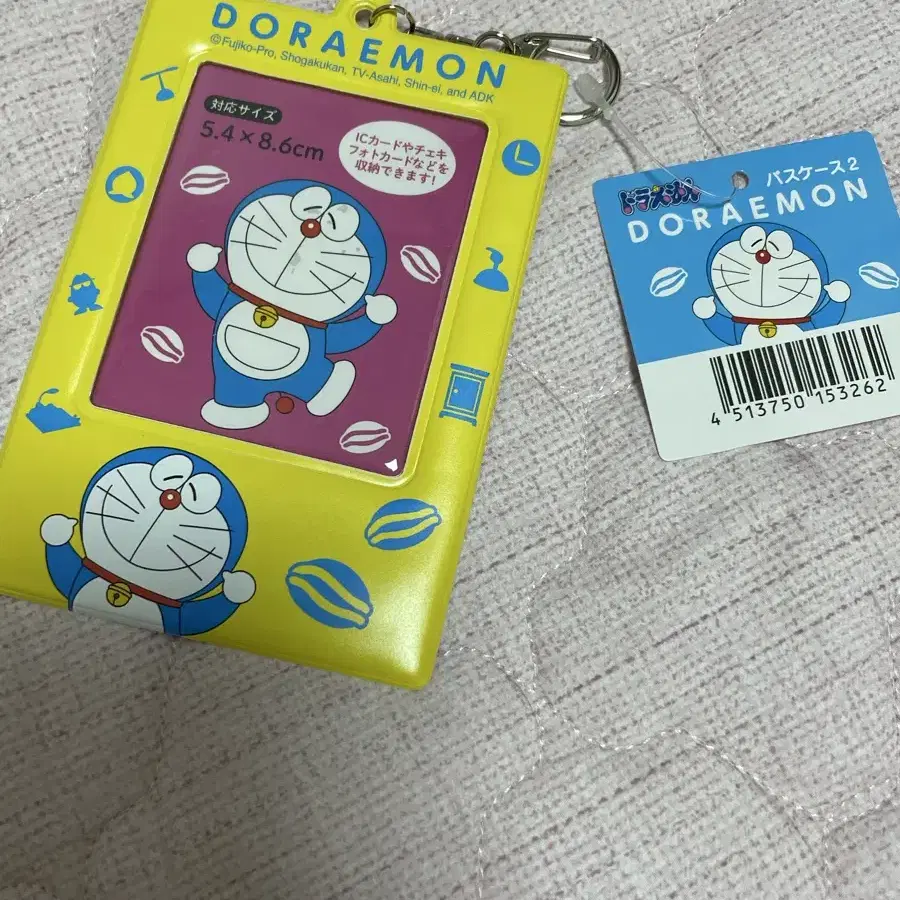 DORAEMON
©Fujiko-Pro, Shogakukan, TV-Asahi, Shin-ei, and ADK
対応サイズ
5.4×8.6cm
ICカードやチェキ
フォトカードなどを
収納できます!
ドラえもん
パスケース2
DORAEMON
4 513750 153262